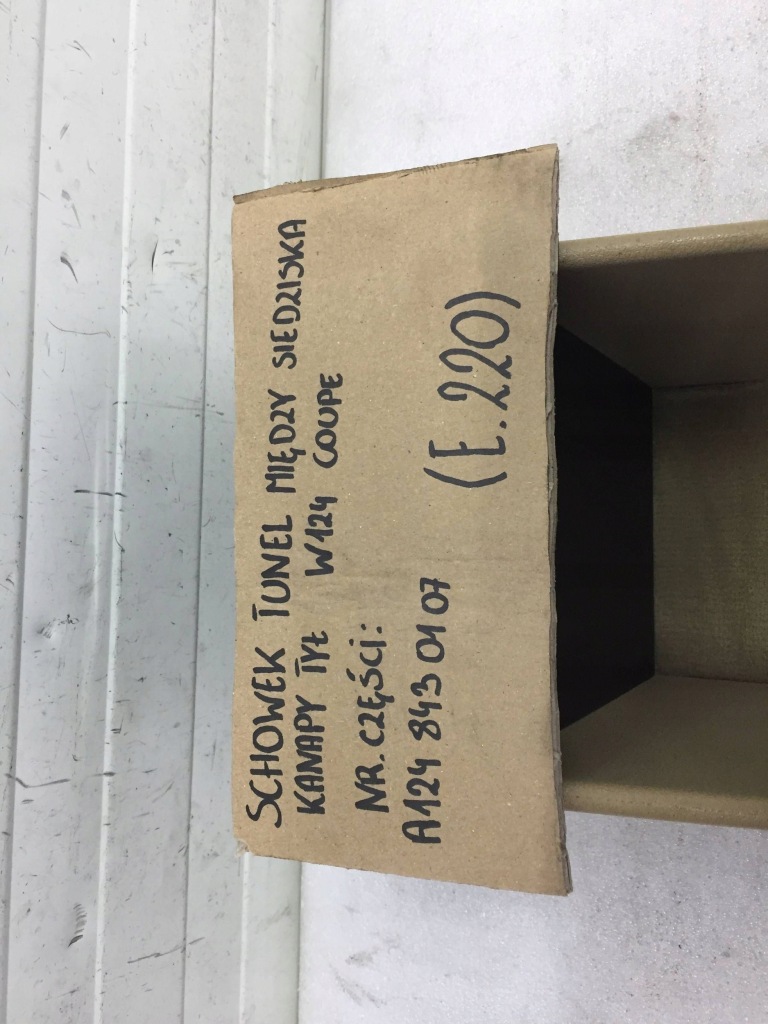 SCHOWEK TUNEL MIĘDZY SIEDZISKA
KANAPY TYŁ W124 COUPE
NR. CZĘŚCI:
A124 843 01 07
(E.220)